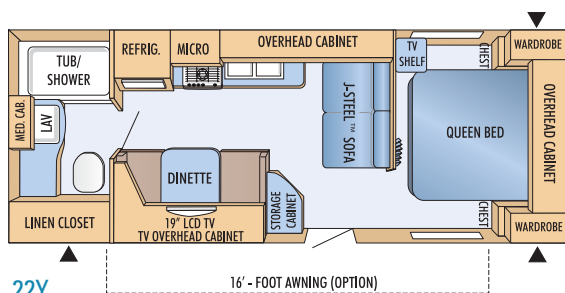 TUB/
SHOWER
REFRIG.
MICRO
OVERHEAD CABINET
TV
SHELF
CHEST
WARDROBE
MED. CAB.
LAV
J-STEEL™ SOFA
QUEEN BED
OVERHEAD CABINET
DINETTE
STORAGE
CABINET
LINEN CLOSET
19" LCD TV
TV OVERHEAD CABINET
CHEST
WARDROBE
22Y
16' - FOOT AWNING (OPTION)